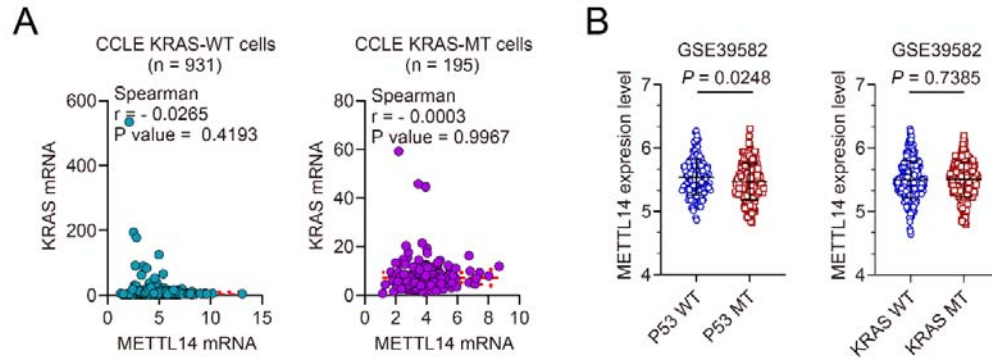 A
CCLE KRAS-WT cells
(n = 931)
Spearman
r = - 0.0265
P value = 0.4193
600
400
200
0
KRAS mRNA
0
5
10
15
METTL14 mRNA
CCLE KRAS-MT cells
(n = 195)
Spearman
r = - 0.0003
P value = 0.9967
80
60
40
20
0
KRAS mRNA
2
4
6
8
10
METTL14 mRNA
B
GSE39582
P = 0.0248
7
6
5
4
METTL14 expresion level
P53 WT
P53 MT
GSE39582
P = 0.7385
7
6
5
4
METTL14 expresion level
KRAS WT
KRAS MT